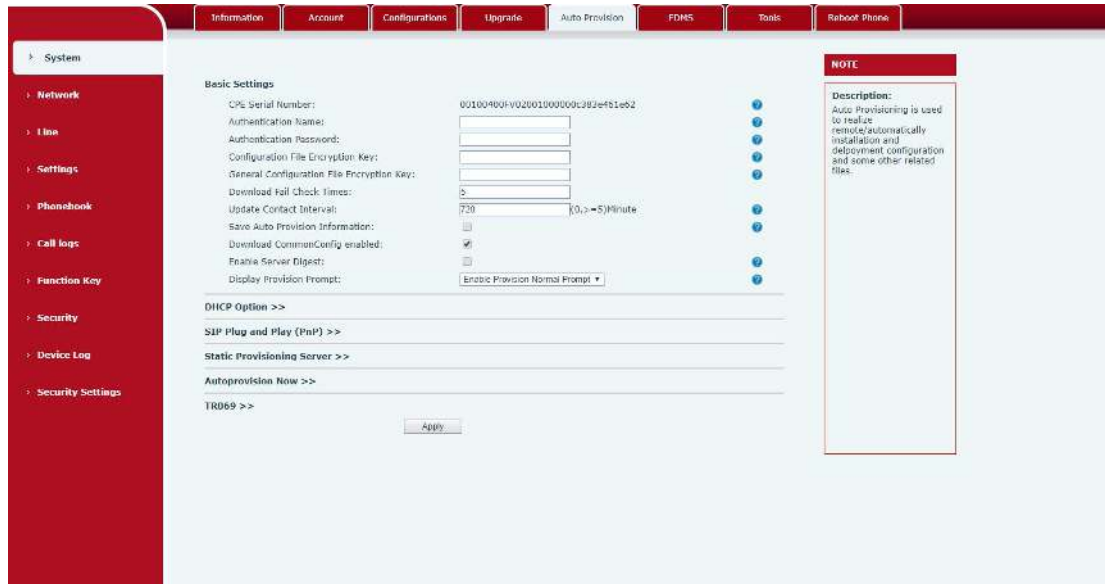 Information Account Configurations Upgrade Auto Provision FDMS Tools Reboot Phone
› System
› Network
› Line
› Settings
› Phonebook
› Call logs
› Function Key
› Security
› Device Log
› Security Settings
Basic Settings
CPE Serial Number:
Authentication Name:
Authentication Password:
Configuration File Encryption Key:
General Configuration File Encryption Key:
Download Fail Check Times: 5
Update Contact Interval: 720 (0,>=5)Minute
Save Auto Provision Information:
Download CommonConfig enabled:
Enable Server Digest:
Display Provision Prompt: Enable Provision Normal Prompt
DHCP Option >>
SIP Plug and Play (PnP) >>
Static Provisioning Server >>
Autoprovision Now >>
TR069 >>
Apply
NOTE
Description:
Auto Provisioning is used
to realize
remote/automatically
installation and
delpoyment configuration
and some other related
files.